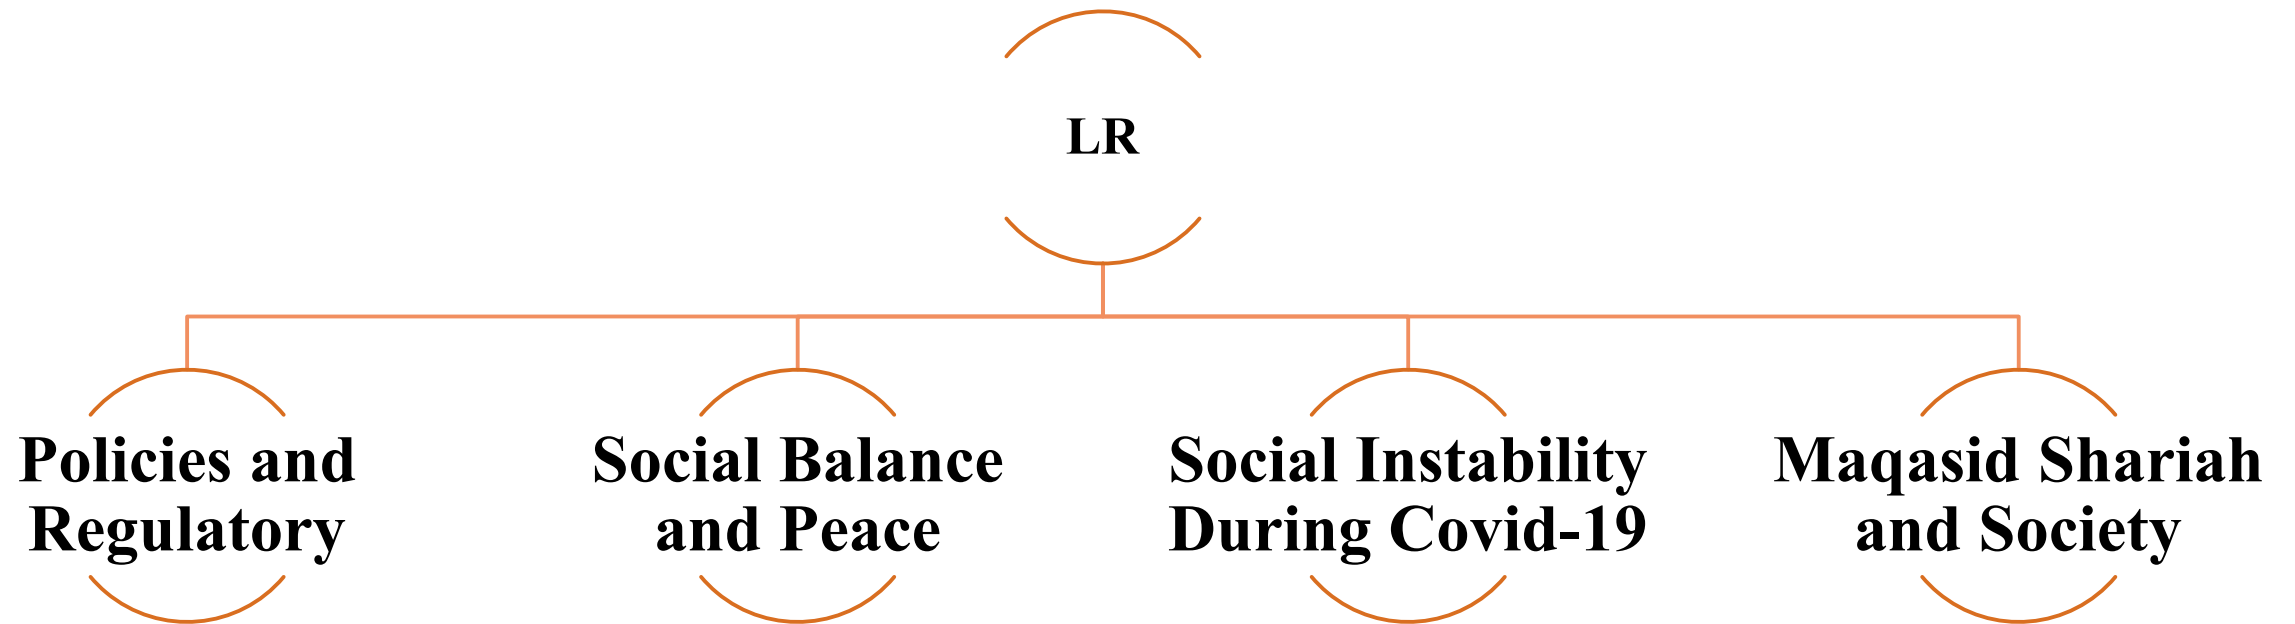 LR
Policies and
Regulatory
Social Balance
and Peace
Social Instability
During Covid-19
Maqasid Shariah
and Society